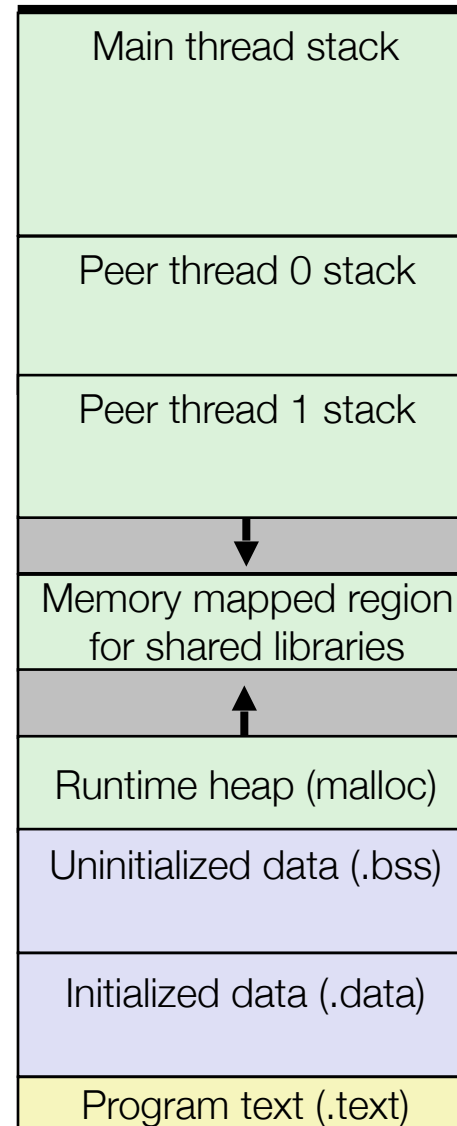 Main thread stack
Peer thread 0 stack
Peer thread 1 stack
Memory mapped region
for shared libraries
Runtime heap (malloc)
Uninitialized data (.bss)
Initialized data (.data)
Program text (.text)